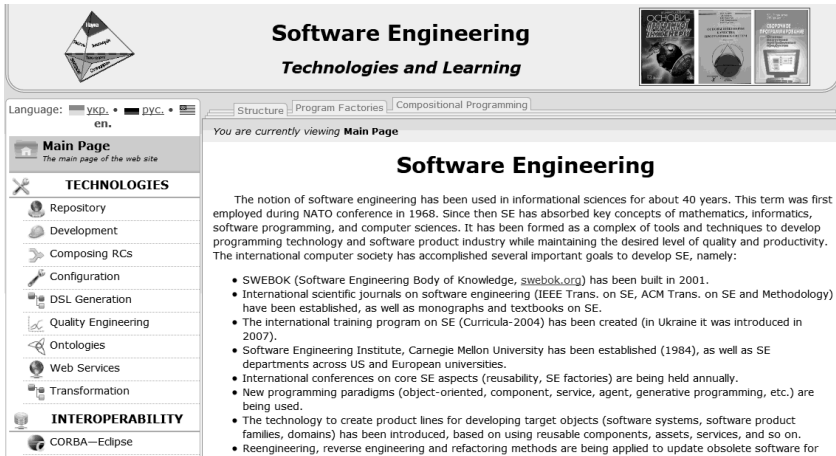 Software Engineering
Technologies and Learning
Language: укр. • рус. •
en.
Structure
Program Factories
Compositional Programming
You are currently viewing Main Page
Main Page
The main page of the web site
TECHNOLOGIES
Repository
Development
Composing RCs
Configuration
DSL Generation
Quality Engineering
Ontologies
Web Services
Transformation
INTEROPERABILITY
CORBA—Eclipse
Software Engineering
The notion of software engineering has been used in informational sciences for about 40 years. This term was first
employed during NATO conference in 1968. Since then SE has absorbed key concepts of mathematics, informatics,
software programming, and computer sciences. It has been formed as a complex of tools and techniques to develop
programming technology and software product industry while maintaining the desired level of quality and productivity.
The international computer society has accomplished several important goals to develop SE, namely:
• SWEBOK (Software Engineering Body of Knowledge, swebok.org) has been built in 2001.
• International scientific journals on software engineering (IEEE Trans. on SE, ACM Trans. on SE and Methodology)
have been established, as well as monographs and textbooks on SE.
• The international training program on SE (Curricula-2004) has been created (in Ukraine it was introduced in
2007).
• Software Engineering Institute, Carnegie Mellon University has been established (1984), as well as SE
departments across US and European universities.
• International conferences on core SE aspects (reusability, SE factories) are being held annually.
• New programming paradigms (object-oriented, component, service, agent, generative programming, etc.) are
being used.
• The technology to create product lines for developing target objects (software systems, software product
families, domains) has been introduced, based on using reusable components, assets, services, and so on.
• Reengineering, reverse engineering and refactoring methods are being applied to update obsolete software for